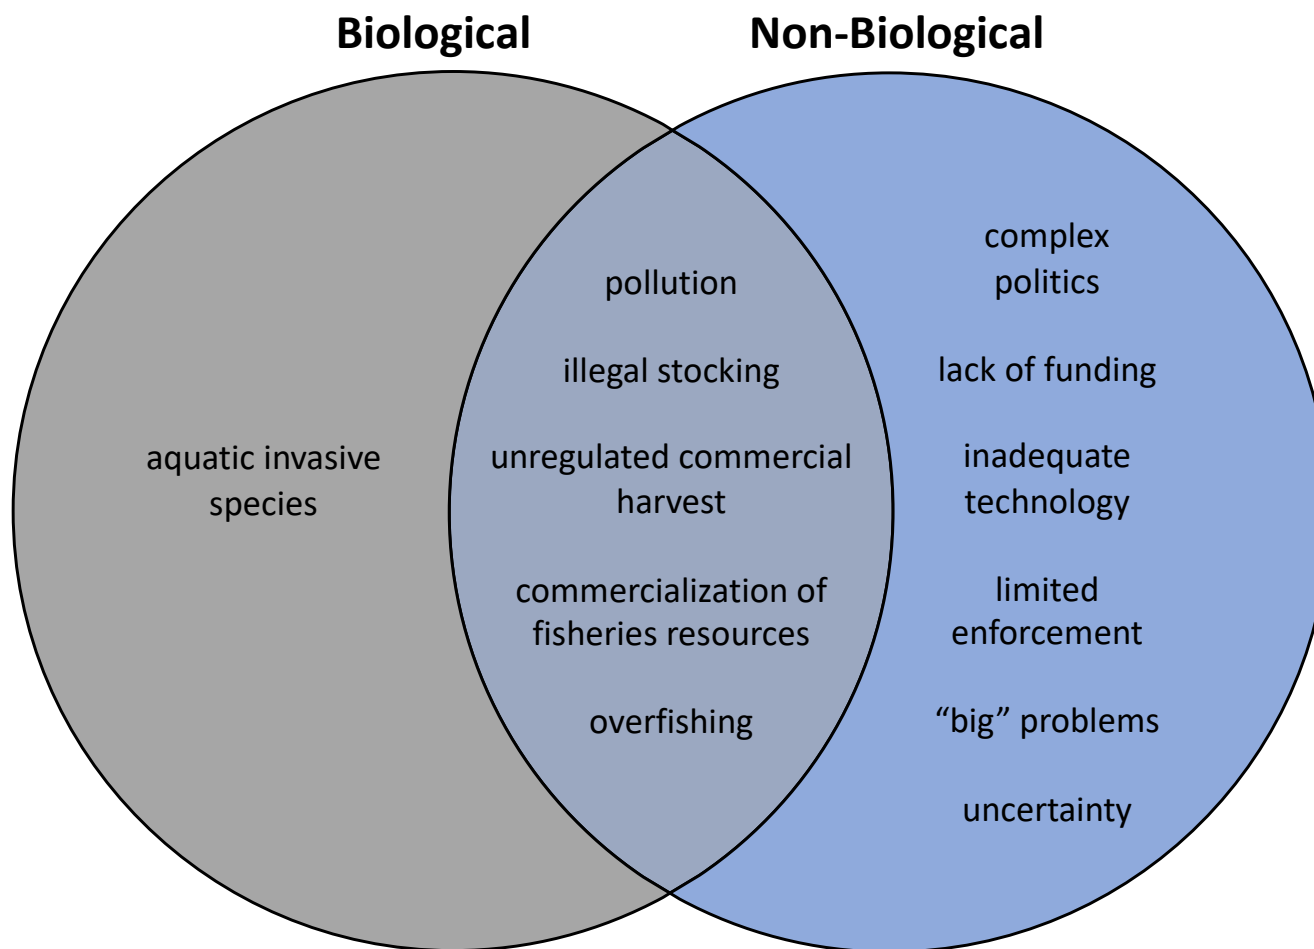 Biological
Non-Biological
aquatic invasive
species
pollution
illegal stocking
unregulated commercial
harvest
commercialization of
fisheries resources
overfishing
complex
politics
lack of funding
inadequate
technology
limited
enforcement
“big” problems
uncertainty